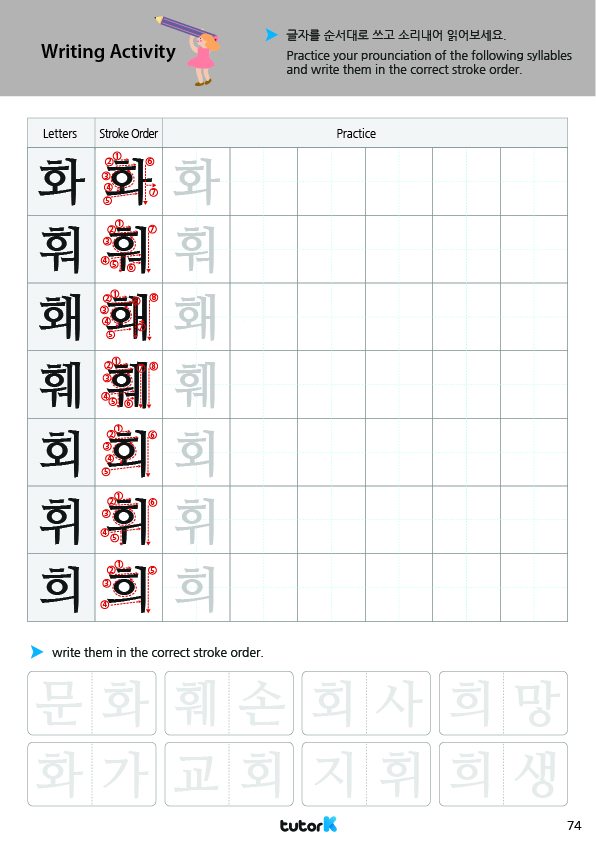 Writing Activity
글자를 순서대로 쓰고 소리내어 읽어보세요.
Practice your prounciation of the following syllables
and write them in the correct stroke order.
Letters Stroke Order Practice
화 ① ② ③ ④ ⑤ ⑥ ⑦ 화 화
훠 ① ② ③ ④ ⑤ ⑥ ⑦ 훠 훠
홰 ① ② ③ ④ ⑤ ⑧ 홰 홰
훼 ① ② ③ ④ ⑤ ⑥ ⑦ ⑧ 훼 훼
회 ① ② ③ ④ ⑤ ⑥ 회 회
휘 ① ② ③ ④ ⑤ ⑥ 휘 휘
희 ① ② ③ ④ ⑤ 희 희
write them in the correct stroke order.
문화 훼손 회사 희망
화가 교회 지휘 희생
tutorK
74